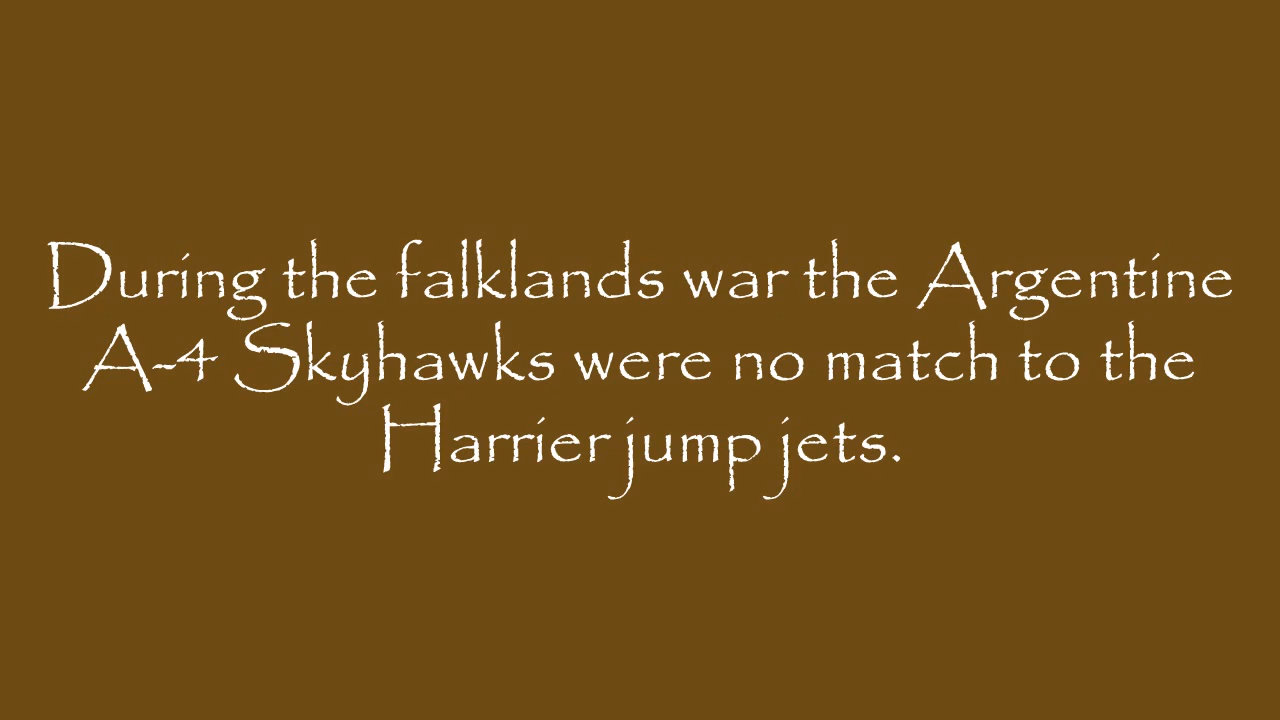 During the falklands war the Argentine
A-4 Skyhawks were no match to the
Harrier jump jets.